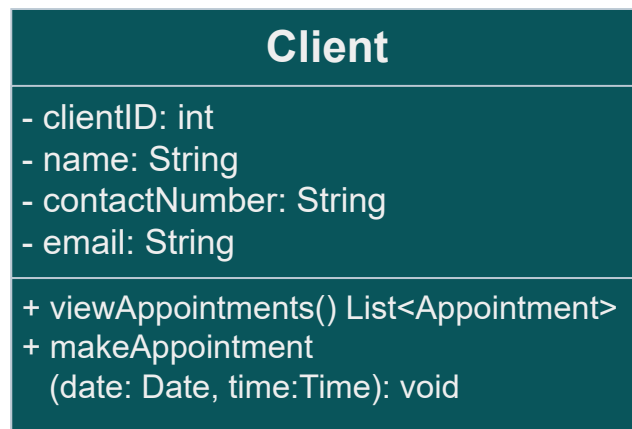 Client
- clientID: int
- name: String
- contactNumber: String
- email: String
+ viewAppointments() List<Appointment>
+ makeAppointment
(date: Date, time:Time): void